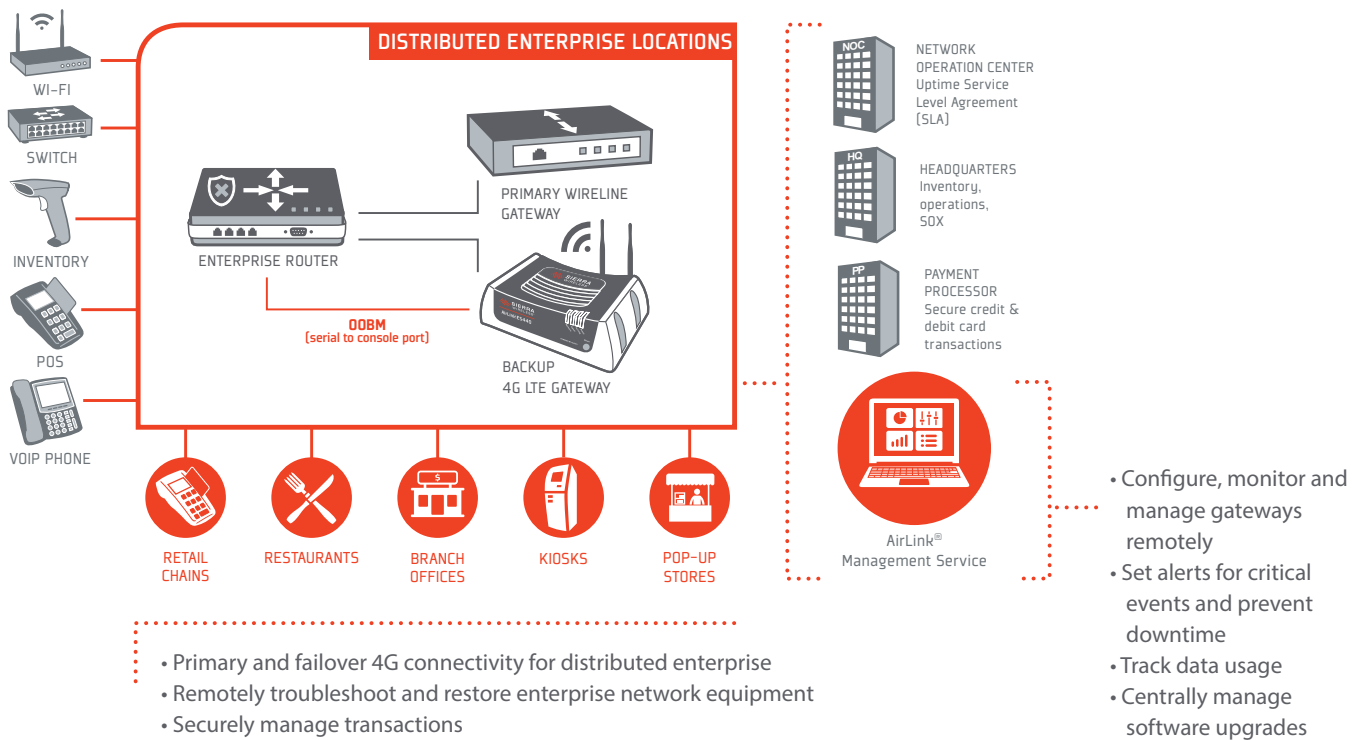 DISTRIBUTED ENTERPRISE LOCATIONS
WI-FI
SWITCH
INVENTORY
POS
VOIP PHONE
ENTERPRISE ROUTER
PRIMARY WIRELINE
GATEWAY
OOBM
(serial to console port)
SIERRA
WIRELESS
SIERRA
WIRELESS
BACKUP
4G LTE GATEWAY
RETAIL
CHAINS
RESTAURANTS
$
BRANCH
OFFICES
KIOSKS
POP-UP
STORES
NOC
NETWORK
OPERATION CENTER
Uptime Service
Level Agreement
(SLA)
HQ
HEADQUARTERS
Inventory,
operations,
SOX
PP
PAYMENT
PROCESSOR
Secure credit &
debit card
transactions
AirLink®
Management Service
• Configure, monitor and
manage gateways
remotely
• Set alerts for critical
events and prevent
downtime
• Track data usage
• Centrally manage
software upgrades
• Primary and failover 4G connectivity for distributed enterprise
• Remotely troubleshoot and restore enterprise network equipment
• Securely manage transactions